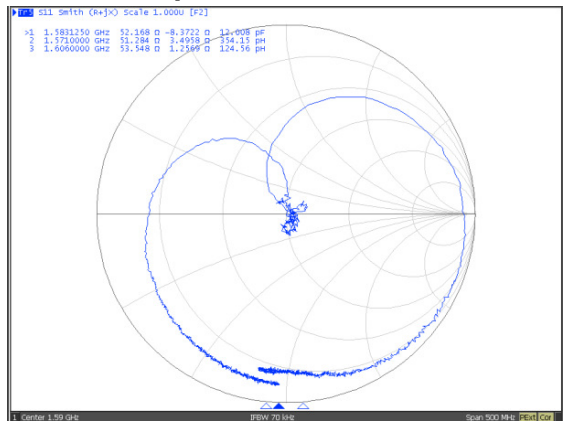 Tr5 S11 Smith (R+jX) Scale 1.000U [F2]
>1 1.5831250 GHz 52.168 Ω -8.3722 Ω 12.008 pF
2 1.5710000 GHz 51.284 Ω 3.4958 Ω 354.15 pH
3 1.6060000 GHz 53.548 Ω 1.2569 Ω 124.56 pH
1 Center 1.59 GHz IFBW 70 kHz Span 500 MHz PExt Cor